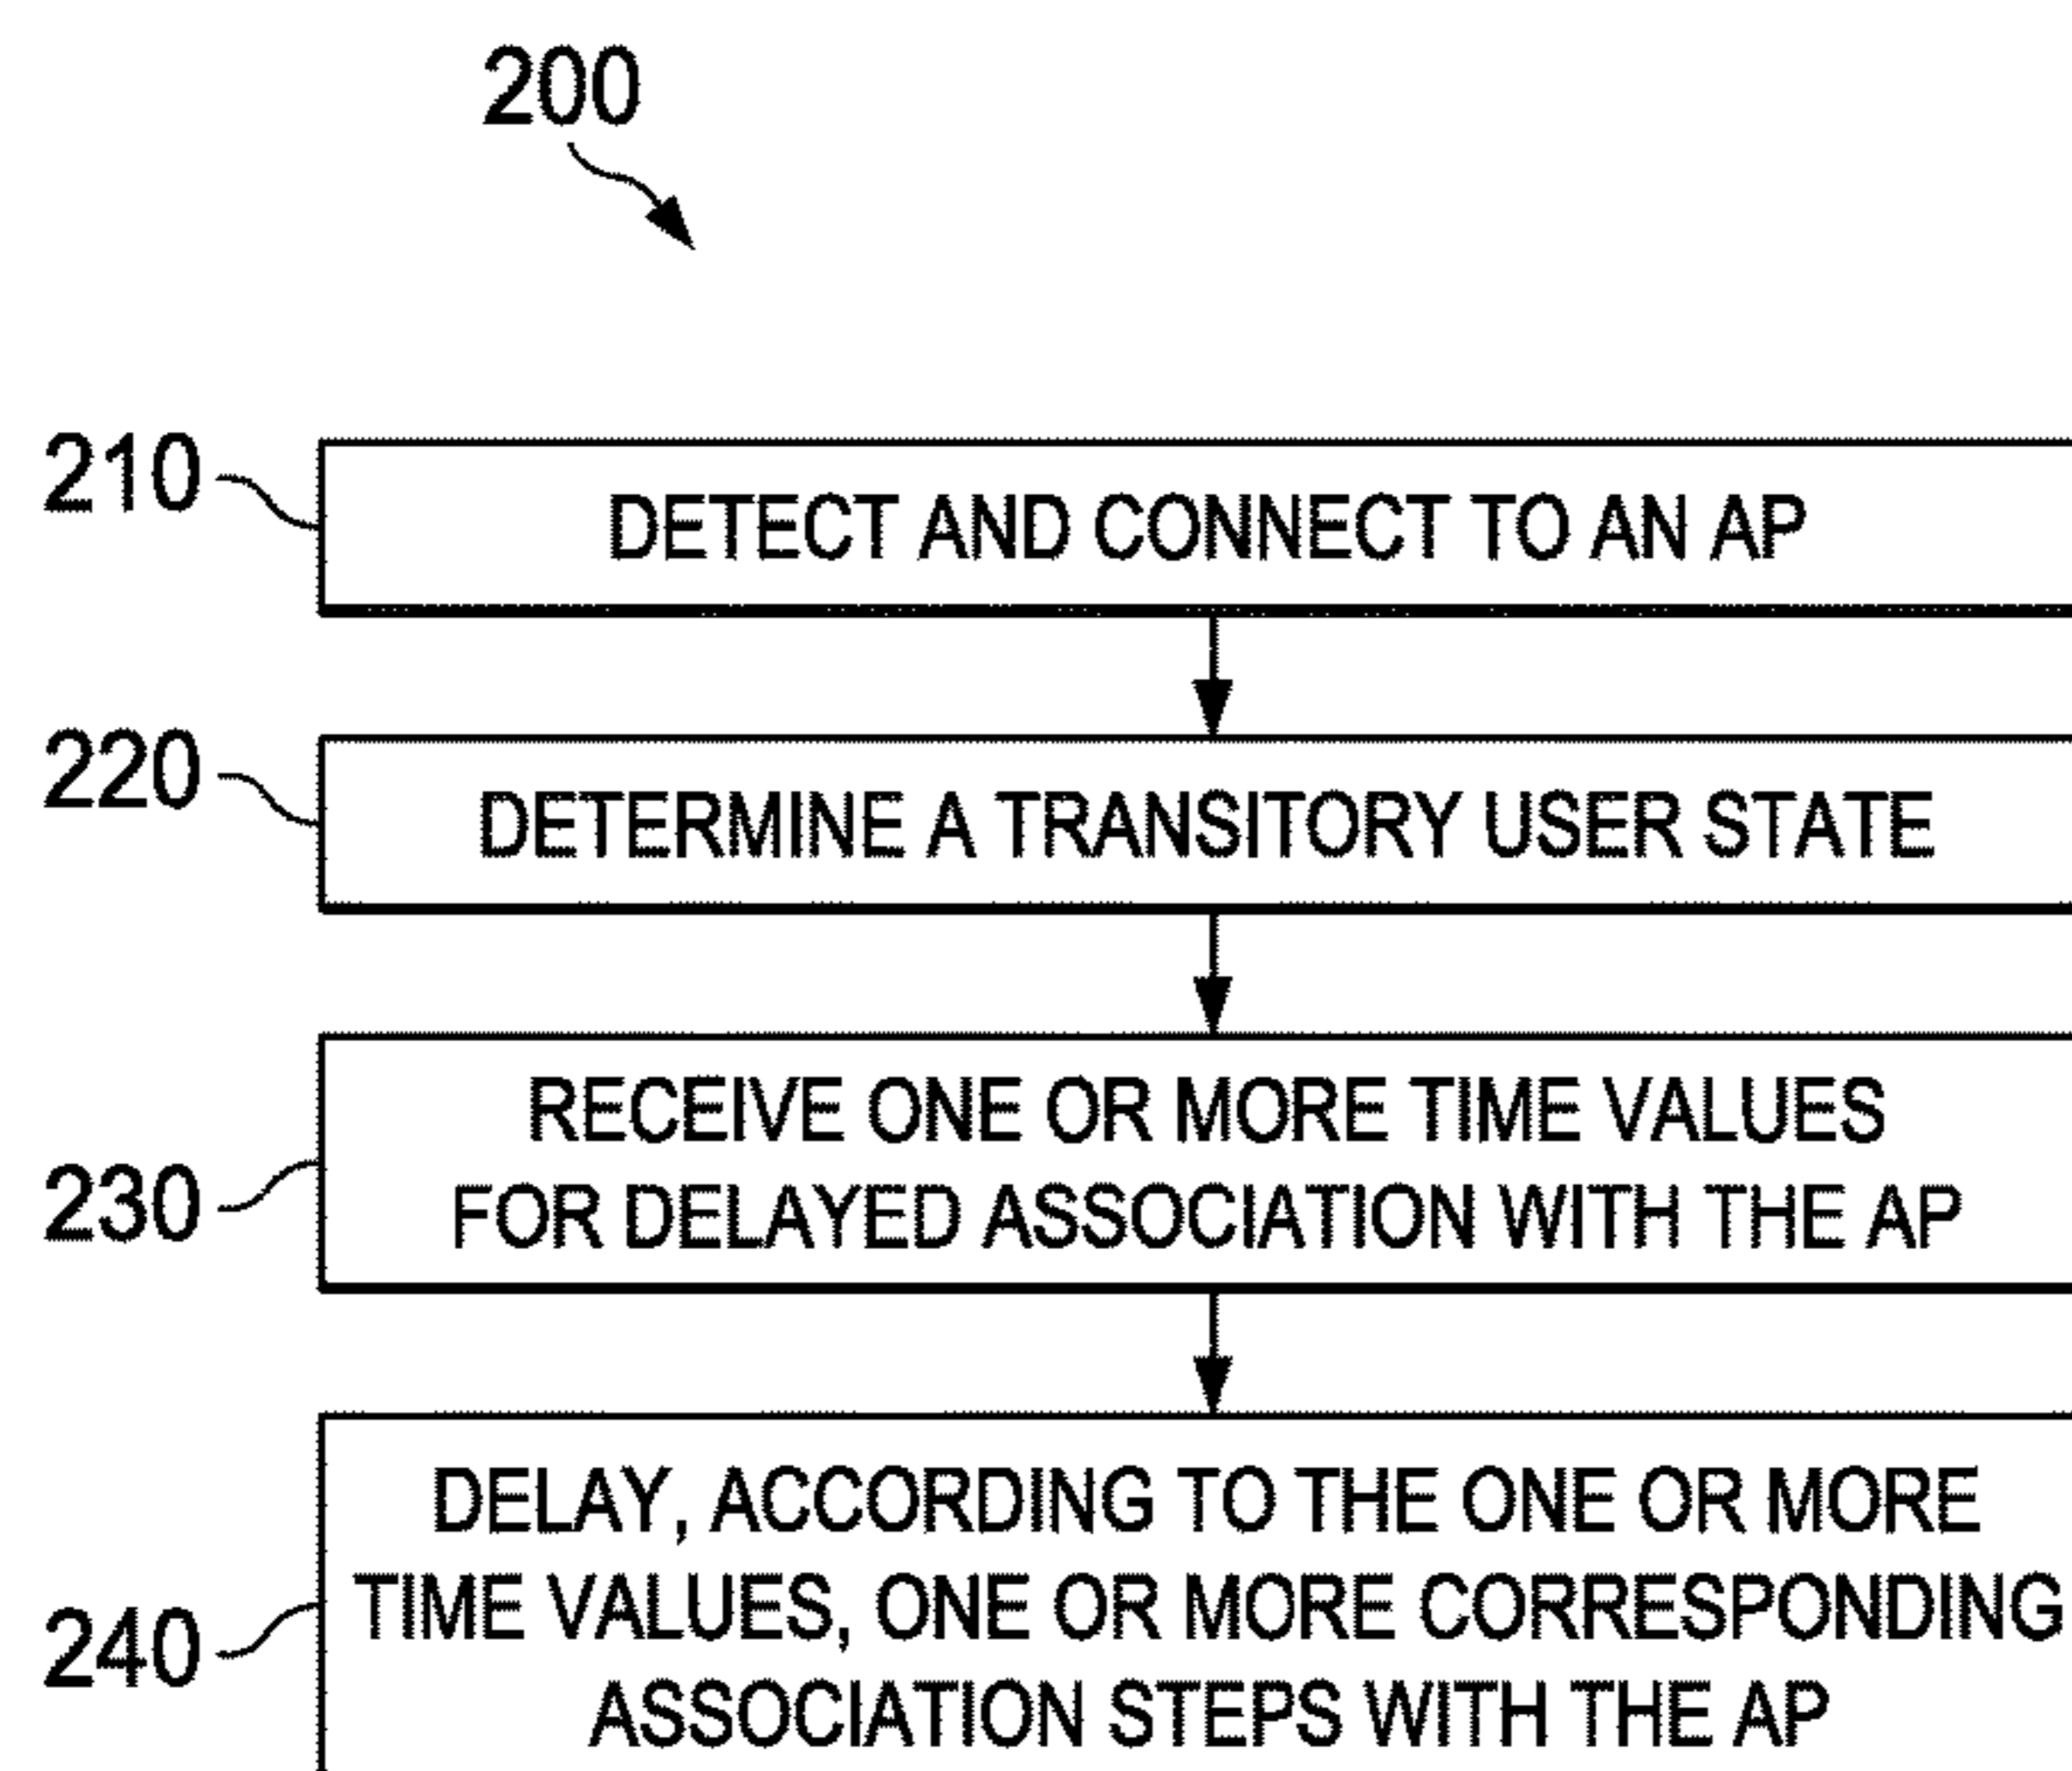 200
210
DETECT AND CONNECT TO AN AP
220
DETERMINE A TRANSITORY USER STATE
230
RECEIVE ONE OR MORE TIME VALUES
FOR DELAYED ASSOCIATION WITH THE AP
240
DELAY, ACCORDING TO THE ONE OR MORE
TIME VALUES, ONE OR MORE CORRESPONDING
ASSOCIATION STEPS WITH THE AP